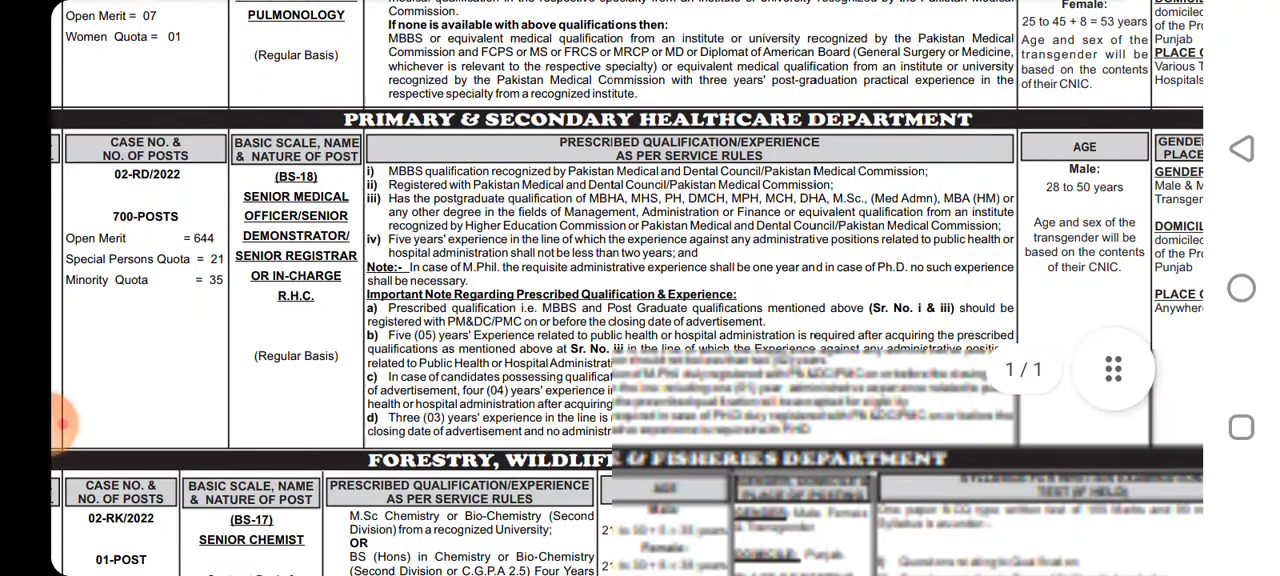 Open Merit = 07
Women Quota = 01
PULMONOLOGY
(Regular Basis)
Commission.
If none is available with above qualifications then:
MBBS or equivalent medical qualification from an institute or university recognized by the Pakistan Medical
Commission and FCPS or MS or FRCS or MRCP or MD or Diplomat of American Board (General Surgery or Medicine,
whichever is relevant to the respective specialty) or equivalent medical qualification from an institute or university
recognized by the Pakistan Medical Commission with three years' post-graduation practical experience in the
respective specialty from a recognized institute.
Female:
25 to 45 + 8 = 53 years
Age and sex of the
transgender will be
based on the contents
of their CNIC.
domiciled
of the Pro
Punjab
PLACE O
Various T
Hospitals
PRIMARY & SECONDARY HEALTHCARE DEPARTMENT
CASE NO. &
NO. OF POSTS
BASIC SCALE, NAME
& NATURE OF POST
PRESCRIBED QUALIFICATION/EXPERIENCE
AS PER SERVICE RULES
AGE
GENDE
PLACE
02-RD/2022
700-POSTS
Open Merit = 644
Special Persons Quota = 21
Minority Quota = 35
(BS-18)
SENIOR MEDICAL
OFFICER/SENIOR
DEMONSTRATOR/
SENIOR REGISTRAR
OR IN-CHARGE
R.H.C.
(Regular Basis)
i) MBBS qualification recognized by Pakistan Medical and Dental Council/Pakistan Medical Commission;
ii) Registered with Pakistan Medical and Dental Council/Pakistan Medical Commission;
iii) Has the postgraduate qualification of MBHA, MHS, PH, DMCH, MPH, MCH, DHA, M.Sc., (Med Admn), MBA (HM) or
any other degree in the fields of Management, Administration or Finance or equivalent qualification from an institute
recognized by Higher Education Commission or Pakistan Medical and Dental Council/Pakistan Medical Commission;
iv) Five years' experience in the line of which the experience against any administrative positions related to public health or
hospital administration shall not be less than two years; and
Note:- In case of M.Phil. the requisite administrative experience shall be one year and in case of Ph.D. no such experience
shall be necessary.
Important Note Regarding Prescribed Qualification & Experience:
a) Prescribed qualification i.e. MBBS and Post Graduate qualifications mentioned above (Sr. No. i & iii) should be
registered with PM&DC/PMC on or before the closing date of advertisement.
b) Five (05) years' Experience related to public health or hospital administration is required after acquiring the prescribed
qualifications as mentioned above at Sr. No. iii in the line of which the Experience against any administrative
related to Public Health or Hospital Administrat
c) In case of candidates possessing qualificat
of advertisement, four (04) years' experience i
health or hospital administration after acquiring
d) Three (03) years' experience in the line is
closing date of advertisement and no administr
Male:
28 to 50 years
Age and sex of the
transgender will be
based on the contents
of their CNIC.
GENDER
Male & M
Transger
DOMICIL
domiciled
of the Pro
Punjab
PLACE O
Anywher
1 / 1
FORESTRY, WILDLIFE & FISHERIES DEPARTMENT
CASE NO. &
NO. OF POSTS
BASIC SCALE, NAME
& NATURE OF POST
PRESCRIBED QUALIFICATION/EXPERIENCE
AS PER SERVICE RULES
AGE
02-RK/2022
01-POST
(BS-17)
SENIOR CHEMIST
M.Sc Chemistry or Bio-Chemistry (Second
Division) from a recognized University;
OR
BS (Hons) in Chemistry or Bio-Chemistry
(Second Division or C.G.P.A 2.5) Four Years